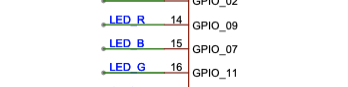 GPIO_02
LED_R 14 GPIO_09
LED_B 15 GPIO_07
LED_G 16 GPIO_11